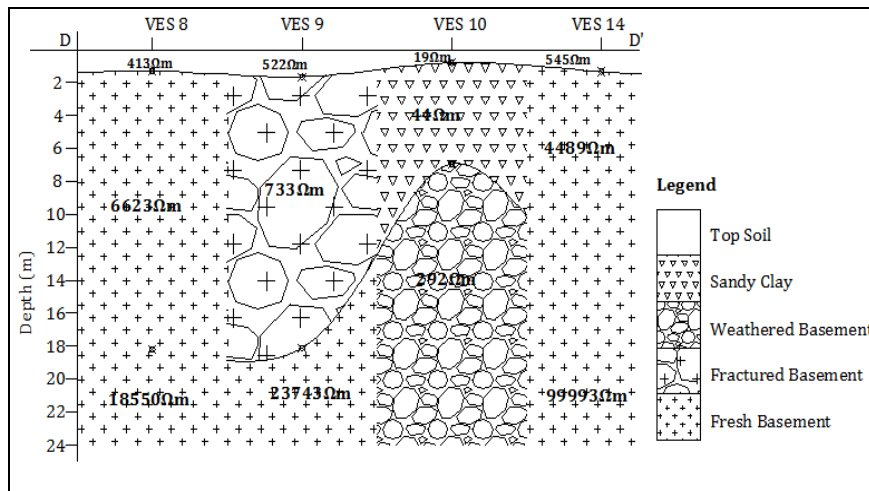 VES 8 VES 9 VES 10 VES 14
D D'
413Ωm 522Ωm 19Ωm 545Ωm
2
4 44Ωm
6 4489Ωm
8 733Ωm
Legend
6623Ωm
10 Top Soil
12
14 292Ωm Sandy Clay
16 Weathered Basement
18
20 Fractured Basement
18550Ωm 23743Ωm 99993Ωm
22 Fresh Basement
24
Depth (m)